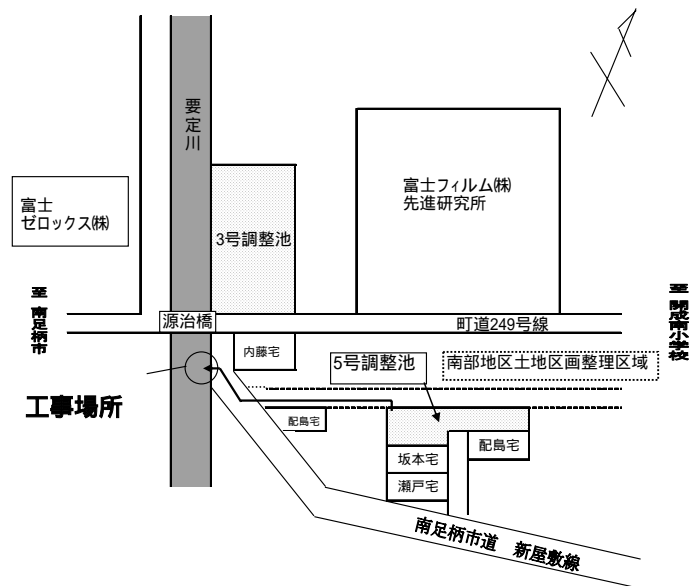 要定川
富士
ゼロックス㈱
3号調整池
富士フィルム㈱
先進研究所
至 南足柄市
源治橋
町道249号線
至 開成南小学校
内藤宅
5号調整池
南部地区土地区画整理区域
工事場所
配島宅
坂本宅
配島宅
瀬戸宅
南足柄市道 新屋敷線